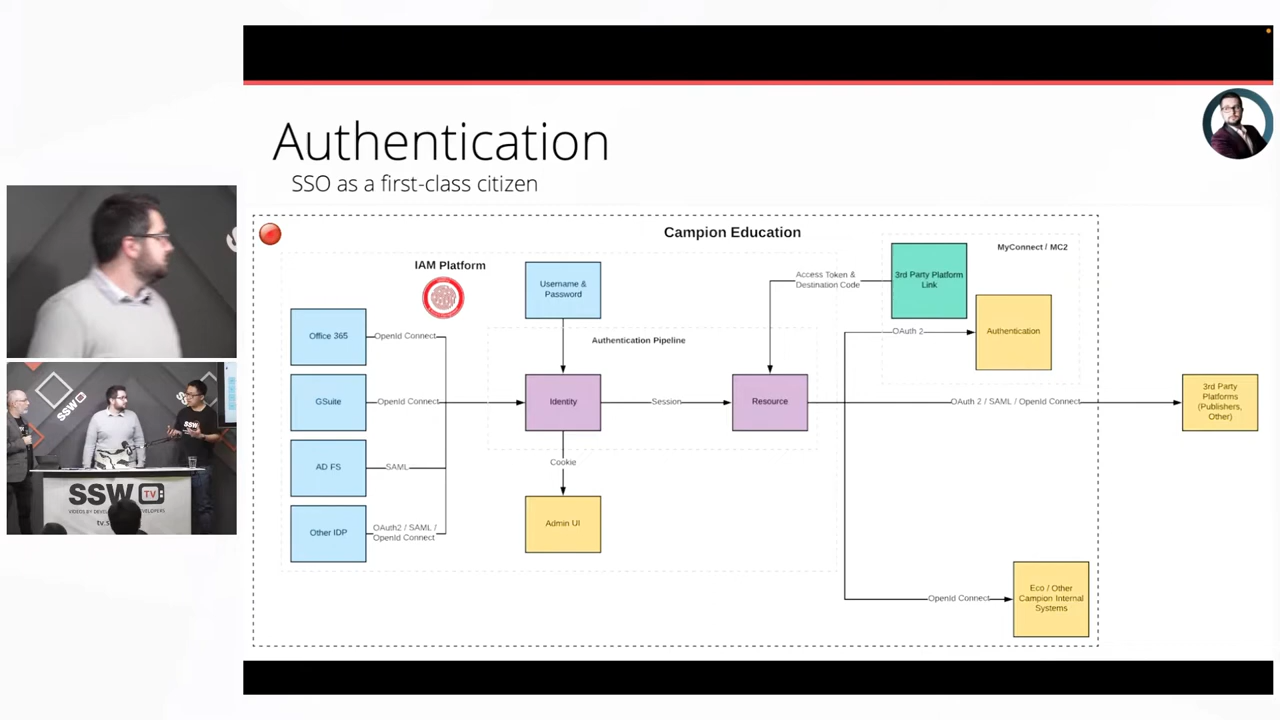 Authentication
SSO as a first-class citizen
Campion Education
MyConnect / MC2
IAM Platform
Username &
Password
Access Token &
Destination Code
3rd Party Platform
Link
Office 365
OpenId Connect
Authentication Pipeline
OAuth 2
Authentication
GSuite
OpenId Connect
Identity
Session
Resource
OAuth 2 / SAML / OpenId Connect
3rd Party
Platforms
(Publishers,
Other)
AD FS
SAML
Cookie
Admin UI
Other IDP
OAuth2 / SAML /
OpenId Connect
OpenId Connect
Eco / Other
Campion Internal
Systems
SSW
SSW TV